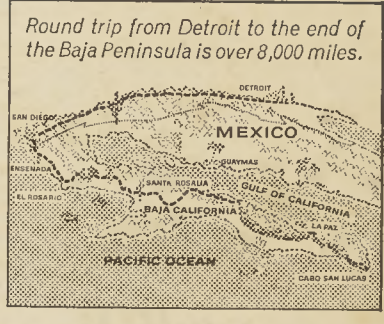 Round trip from Detroit to the end of
the Baja Peninsula is over 8,000 miles.
DETROIT
SAN DIEGO
MEXICO
GUAYMAS
ENSENADA
SANTA ROSALIA
GULF OF CALIFORNIA
EL ROSARIO
BAJA CALIFORNIA
LA PAZ
PACIFIC OCEAN
CABO SAN LUCAS